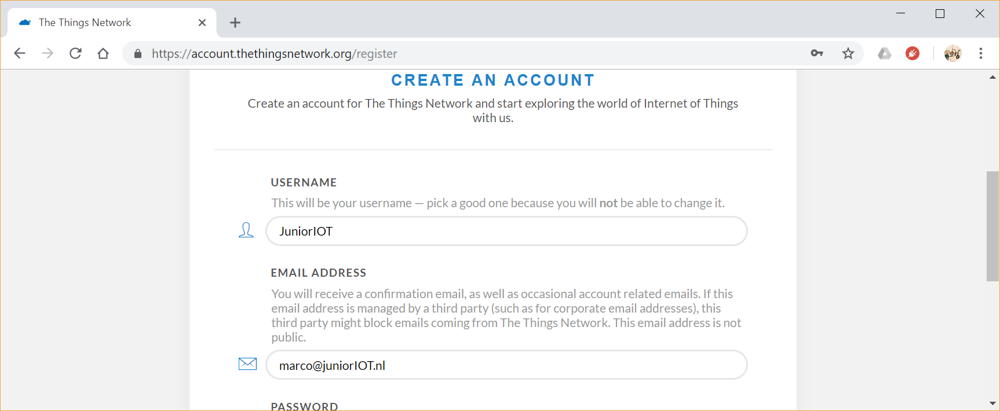 The Things Network
https://account.thethingsnetwork.org/register
CREATE AN ACCOUNT
Create an account for The Things Network and start exploring the world of Internet of Things
with us.
USERNAME
This will be your username — pick a good one because you will not be able to change it.
JuniorIOT
EMAIL ADDRESS
You will receive a confirmation email, as well as occasional account related emails. If this
email address is managed by a third party (such as for corporate email addresses), this
third party might block emails coming from The Things Network. This email address is not
public.
marco@juniorIOT.nl
PASSWORD